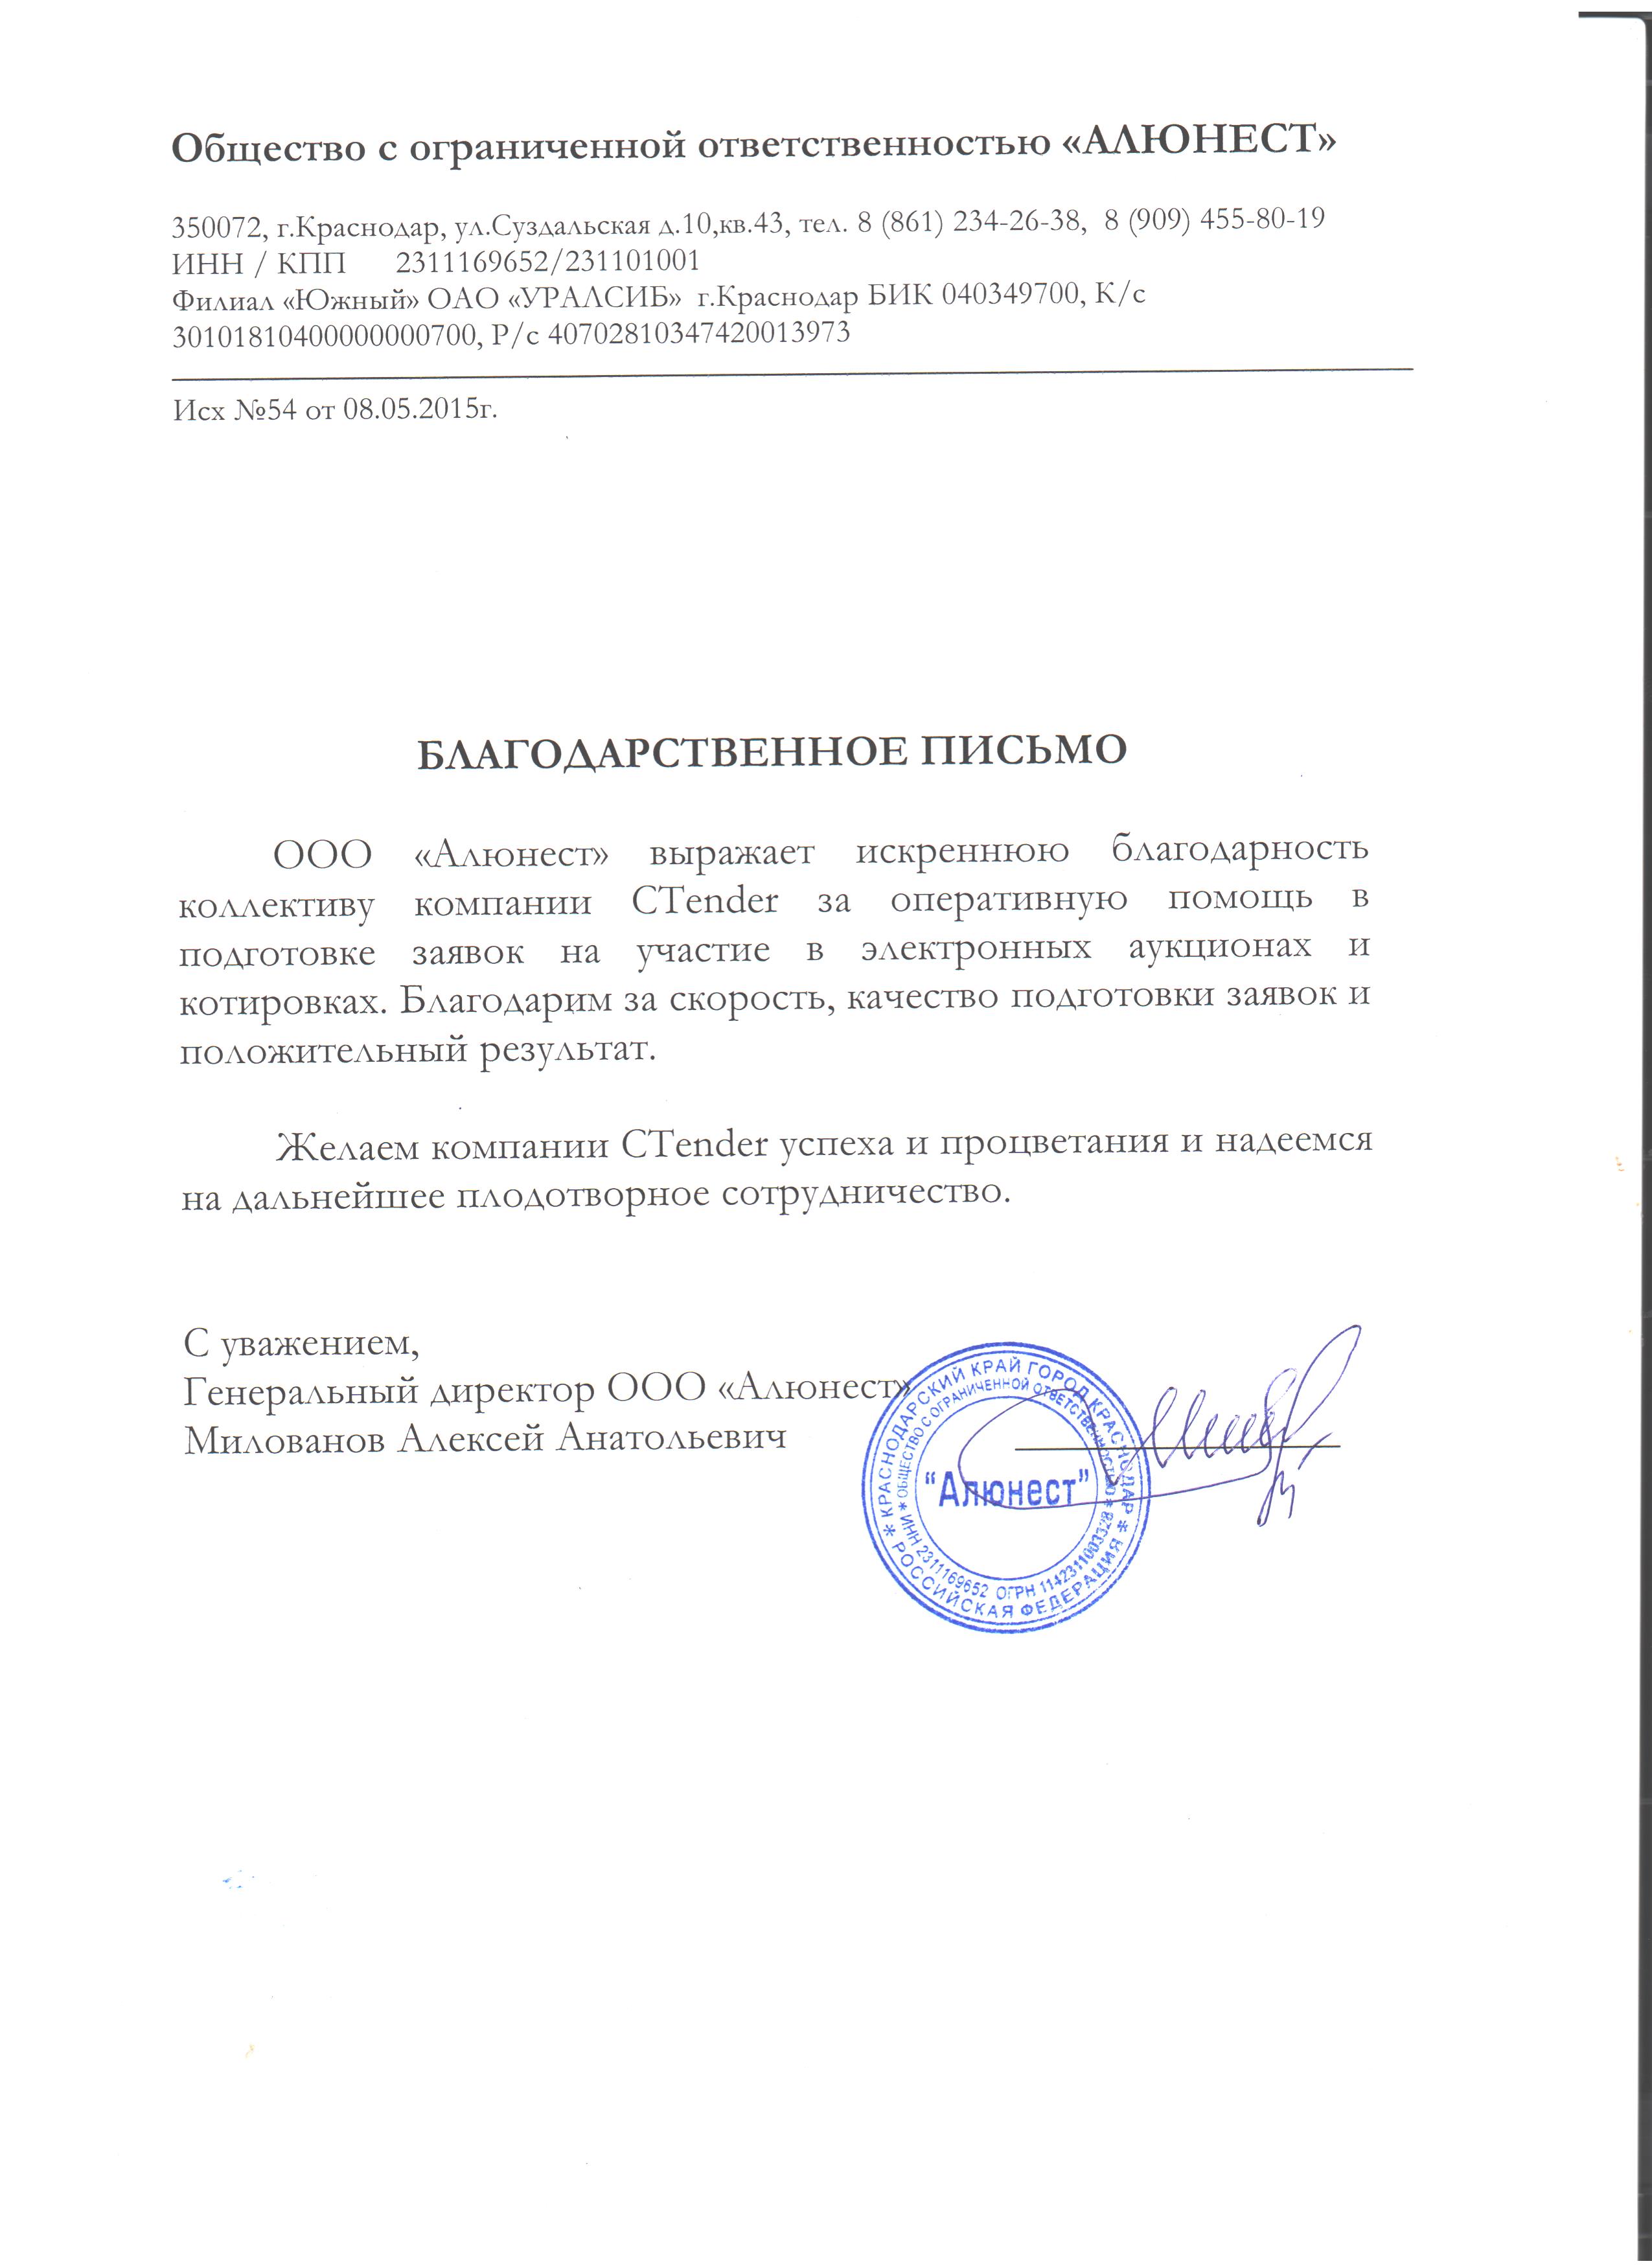 Общество с ограниченной ответственностью «АЛЮНЕСТ»
350072, г.Краснодар, ул.Суздальская д.10,кв.43, тел. 8 (861) 234-26-38, 8 (909) 455-80-19
ИНН / КПП 2311169652/231101001
Филиал «Южный» ОАО «УРАЛСИБ» г.Краснодар БИК 040349700, К/с
30101810400000000700, Р/с 40702810347420013973
Исх №54 от 08.05.2015г.
БЛАГОДАРСТВЕННОЕ ПИСЬМО
ООО «Алюнест» выражает искреннюю благодарность
коллективу компании CTender за оперативную помощь в
подготовке заявок на участие в электронных аукционах и
котировках. Благодарим за скорость, качество подготовки заявок и
положительный результат.
Желаем компании CTender успеха и процветания и надеемся
на дальнейшее плодотворное сотрудничество.
С уважением,
Генеральный директор ООО «Алюнест»
Милованов Алексей Анатольевич
* КРАСНОДАРСКИЙ КРАЙ ГОРОД КРАСНОДАР *
РОССИЙСКАЯ ФЕДЕРАЦИЯ
* ОБЩЕСТВО С ОГРАНИЧЕННОЙ ОТВЕТСТВЕННОСТЬЮ *
ИНН 2311169652 ОГРН 1142311003328
"Алюнест"